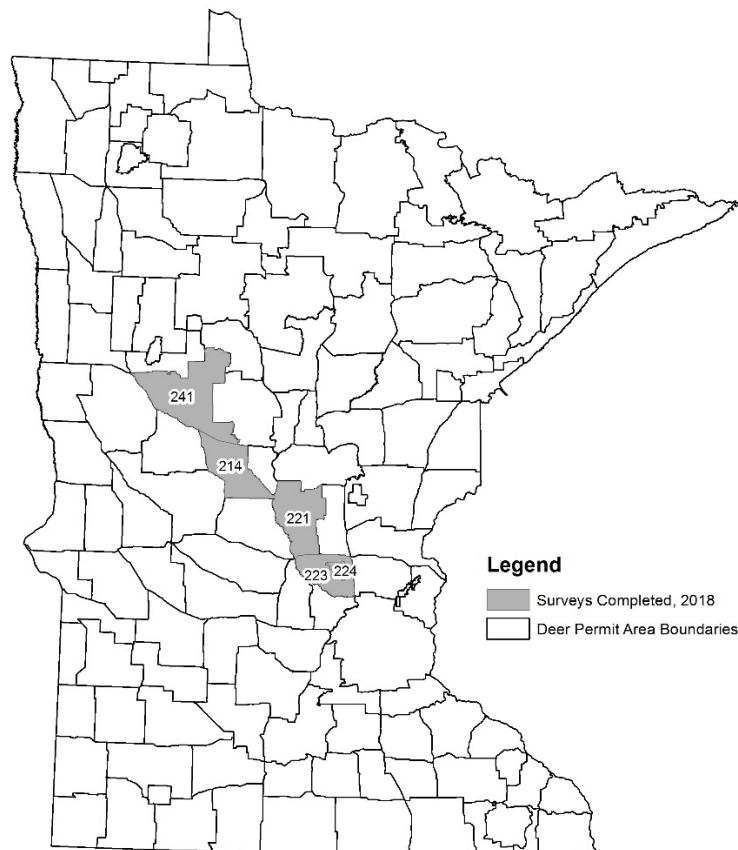 241
214
221
223
224
Legend
Surveys Completed, 2018
Deer Permit Area Boundaries